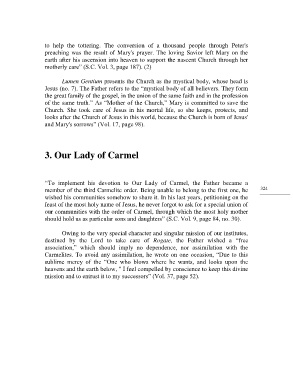 to help the tottering. The conversion of a thousand people through Peter's
preaching was the result of Mary's prayer. The loving Savior left Mary on the
earth after his ascension into heaven to support the nascent Church through her
motherly care" (S.C. Vol. 3, page 187). (2)
Lumen Gentium presents the Church as the mystical body, whose head is
Jesus (no. 7). The Father refers to the "mystical body of all believers. They form
the great family of the gospel, in the union of the same faith and in the profession
of the same truth." As "Mother of the Church," Mary is committed to save the
Church. She took care of Jesus in his mortal life, so she keeps, protects, and
looks after the Church of Jesus in this world, because the Church is born of Jesus'
and Mary's sorrows" (Vol. 17, page 98).
3. Our Lady of Carmel
"To implement his devotion to Our Lady of Carmel, the Father became a
member of the third Carmelite order. Being unable to belong to the first one, he
wished his communities somehow to share it. In his last years, petitioning on the
feast of the most holy name of Jesus, he never forgot to ask for a special union of
our communities with the order of Carmel, through which the most holy mother
should hold us as particular sons and daughters" (S.C. Vol. 9, page 84, no. 30).
324
Owing to the very special character and singular mission of our institutes,
destined by the Lord to take care of Rogate, the Father wished a "free
association," which should imply no dependence, nor assimilation with the
Carmelites. To avoid any assimilation, he wrote on one occasion, "Due to this
sublime mercy of the "One who blows where he wants, and looks upon the
heavens and the earth below, " I feel compelled by conscience to keep this divine
mission and to entrust it to my successors" (Vol. 37, page 52).